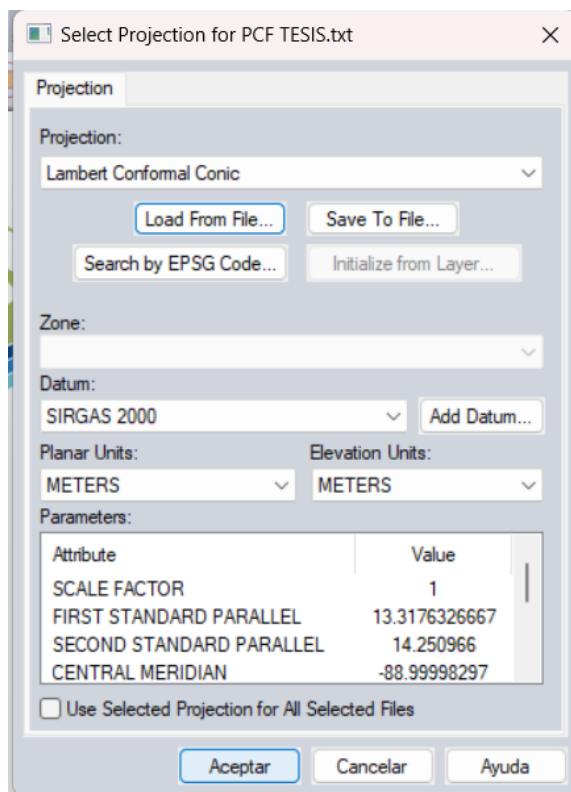 Select Projection for PCF TESIS.txt
Projection
Projection:
Lambert Conformal Conic
Load From File... Save To File...
Search by EPSG Code... Initialize from Layer...
Zone:
Datum:
SIRGAS 2000 Add Datum...
Planar Units: Elevation Units:
METERS METERS
Parameters:
Attribute Value
SCALE FACTOR 1
FIRST STANDARD PARALLEL 13.3176326667
SECOND STANDARD PARALLEL 14.250966
CENTRAL MERIDIAN -88.99998297
Use Selected Projection for All Selected Files
Aceptar Cancelar Ayuda